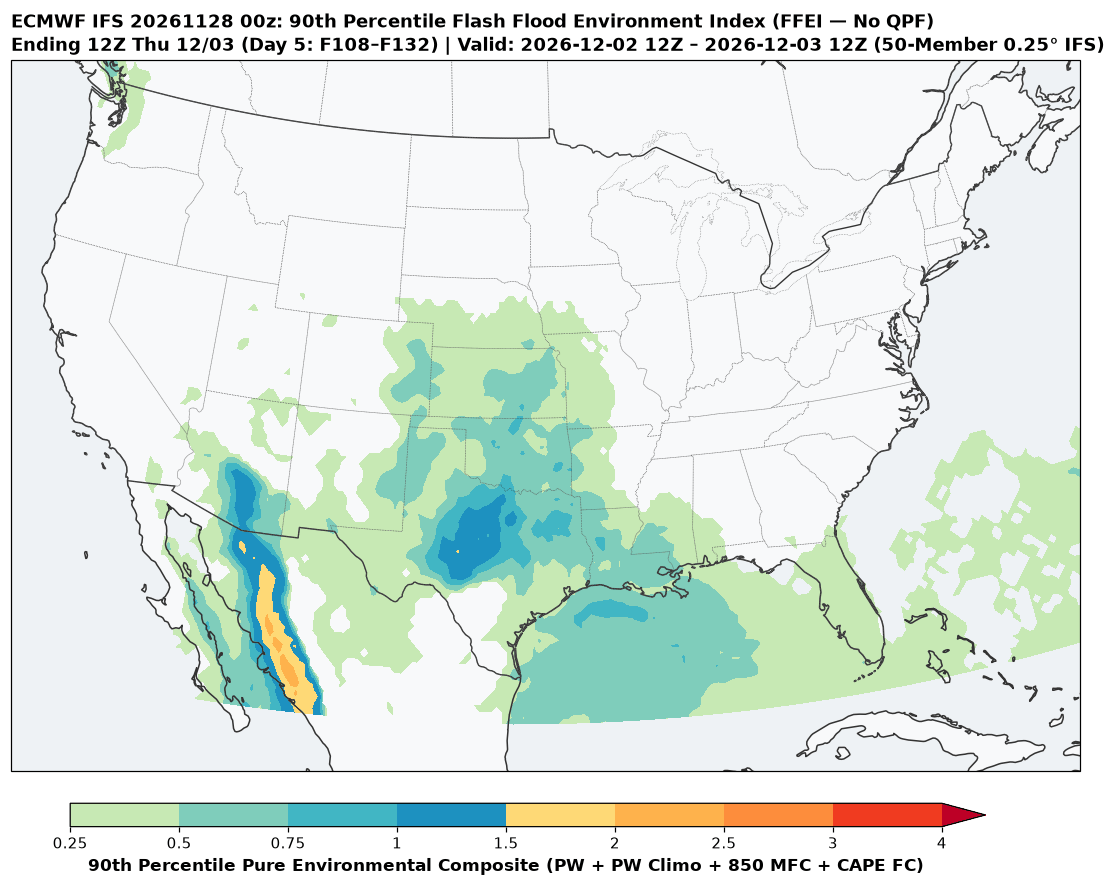 ECMWF IFS 20261128 00z: 90th Percentile Flash Flood Environment Index (FFEI — No QPF)
Ending 12Z Thu 12/03 (Day 5: F108–F132) | Valid: 2026-12-02 12Z – 2026-12-03 12Z (50-Member 0.25° IFS)
0.25 0.5 0.75 1 1.5 2 2.5 3 4
90th Percentile Pure Environmental Composite (PW + PW Climo + 850 MFC + CAPE FC)